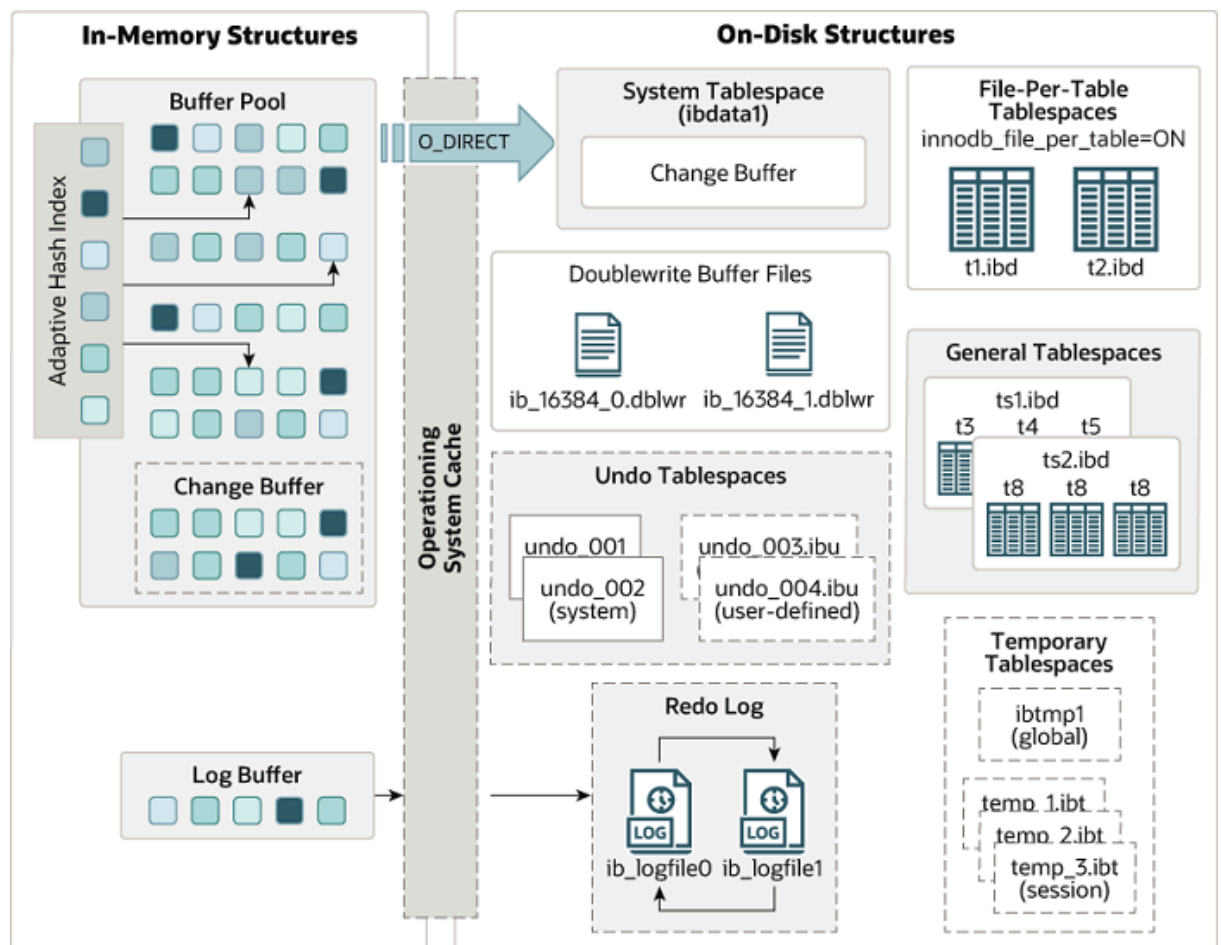 In-Memory Structures
Buffer Pool
Adaptive Hash Index
Change Buffer
Log Buffer
Operationing
System Cache
O_DIRECT
On-Disk Structures
System Tablespace
(ibdata1)
Change Buffer
File-Per-Table
Tablespaces
innodb_file_per_table=ON
t1.ibd
t2.ibd
Doublewrite Buffer Files
ib_16384_0.dblwr
ib_16384_1.dblwr
General Tablespaces
ts1.ibd
t3 t4 t5
ts2.ibd
t8 t8 t8
Undo Tablespaces
undo_001
undo_002
(system)
undo_003.ibu
undo_004.ibu
(user-defined)
Temporary
Tablespaces
ibtmp1
(global)
temp_1.ibt
temp_2.ibt
temp_3.ibt
(session)
Redo Log
LOG
LOG
ib_logfile0
ib_logfile1